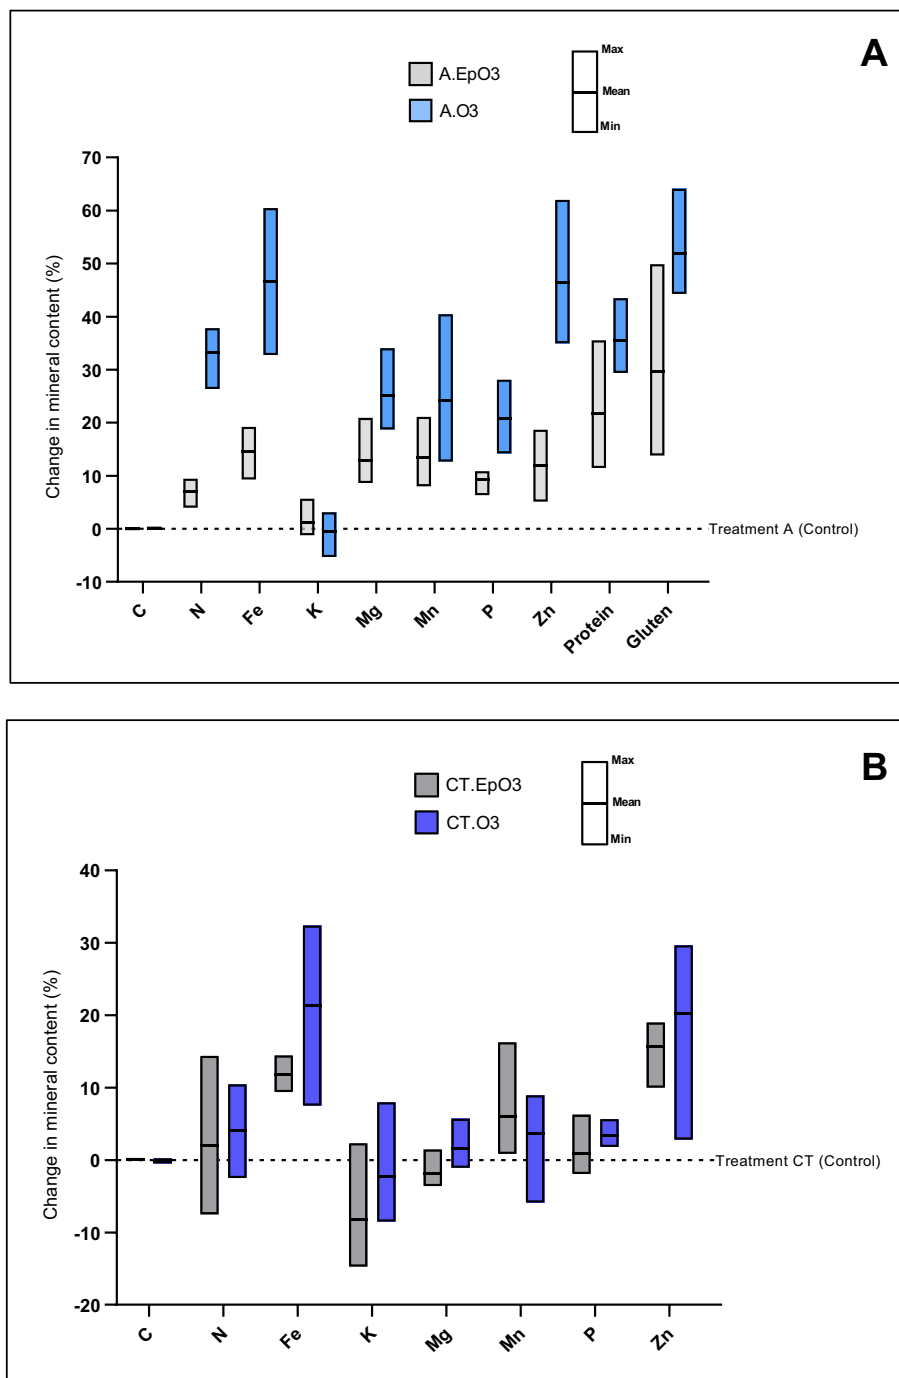 A
A.EpO3
A.O3
Max
Mean
Min
Change in mineral content (%)
70
60
50
40
30
20
10
0
-10
Treatment A (Control)
C
N
Fe
K
Mg
Mn
P
Zn
Protein
Gluten
B
CT.EpO3
CT.O3
Max
Mean
Min
Change in mineral content (%)
40
30
20
10
0
-10
-20
Treatment CT (Control)
C
N
Fe
K
Mg
Mn
P
Zn